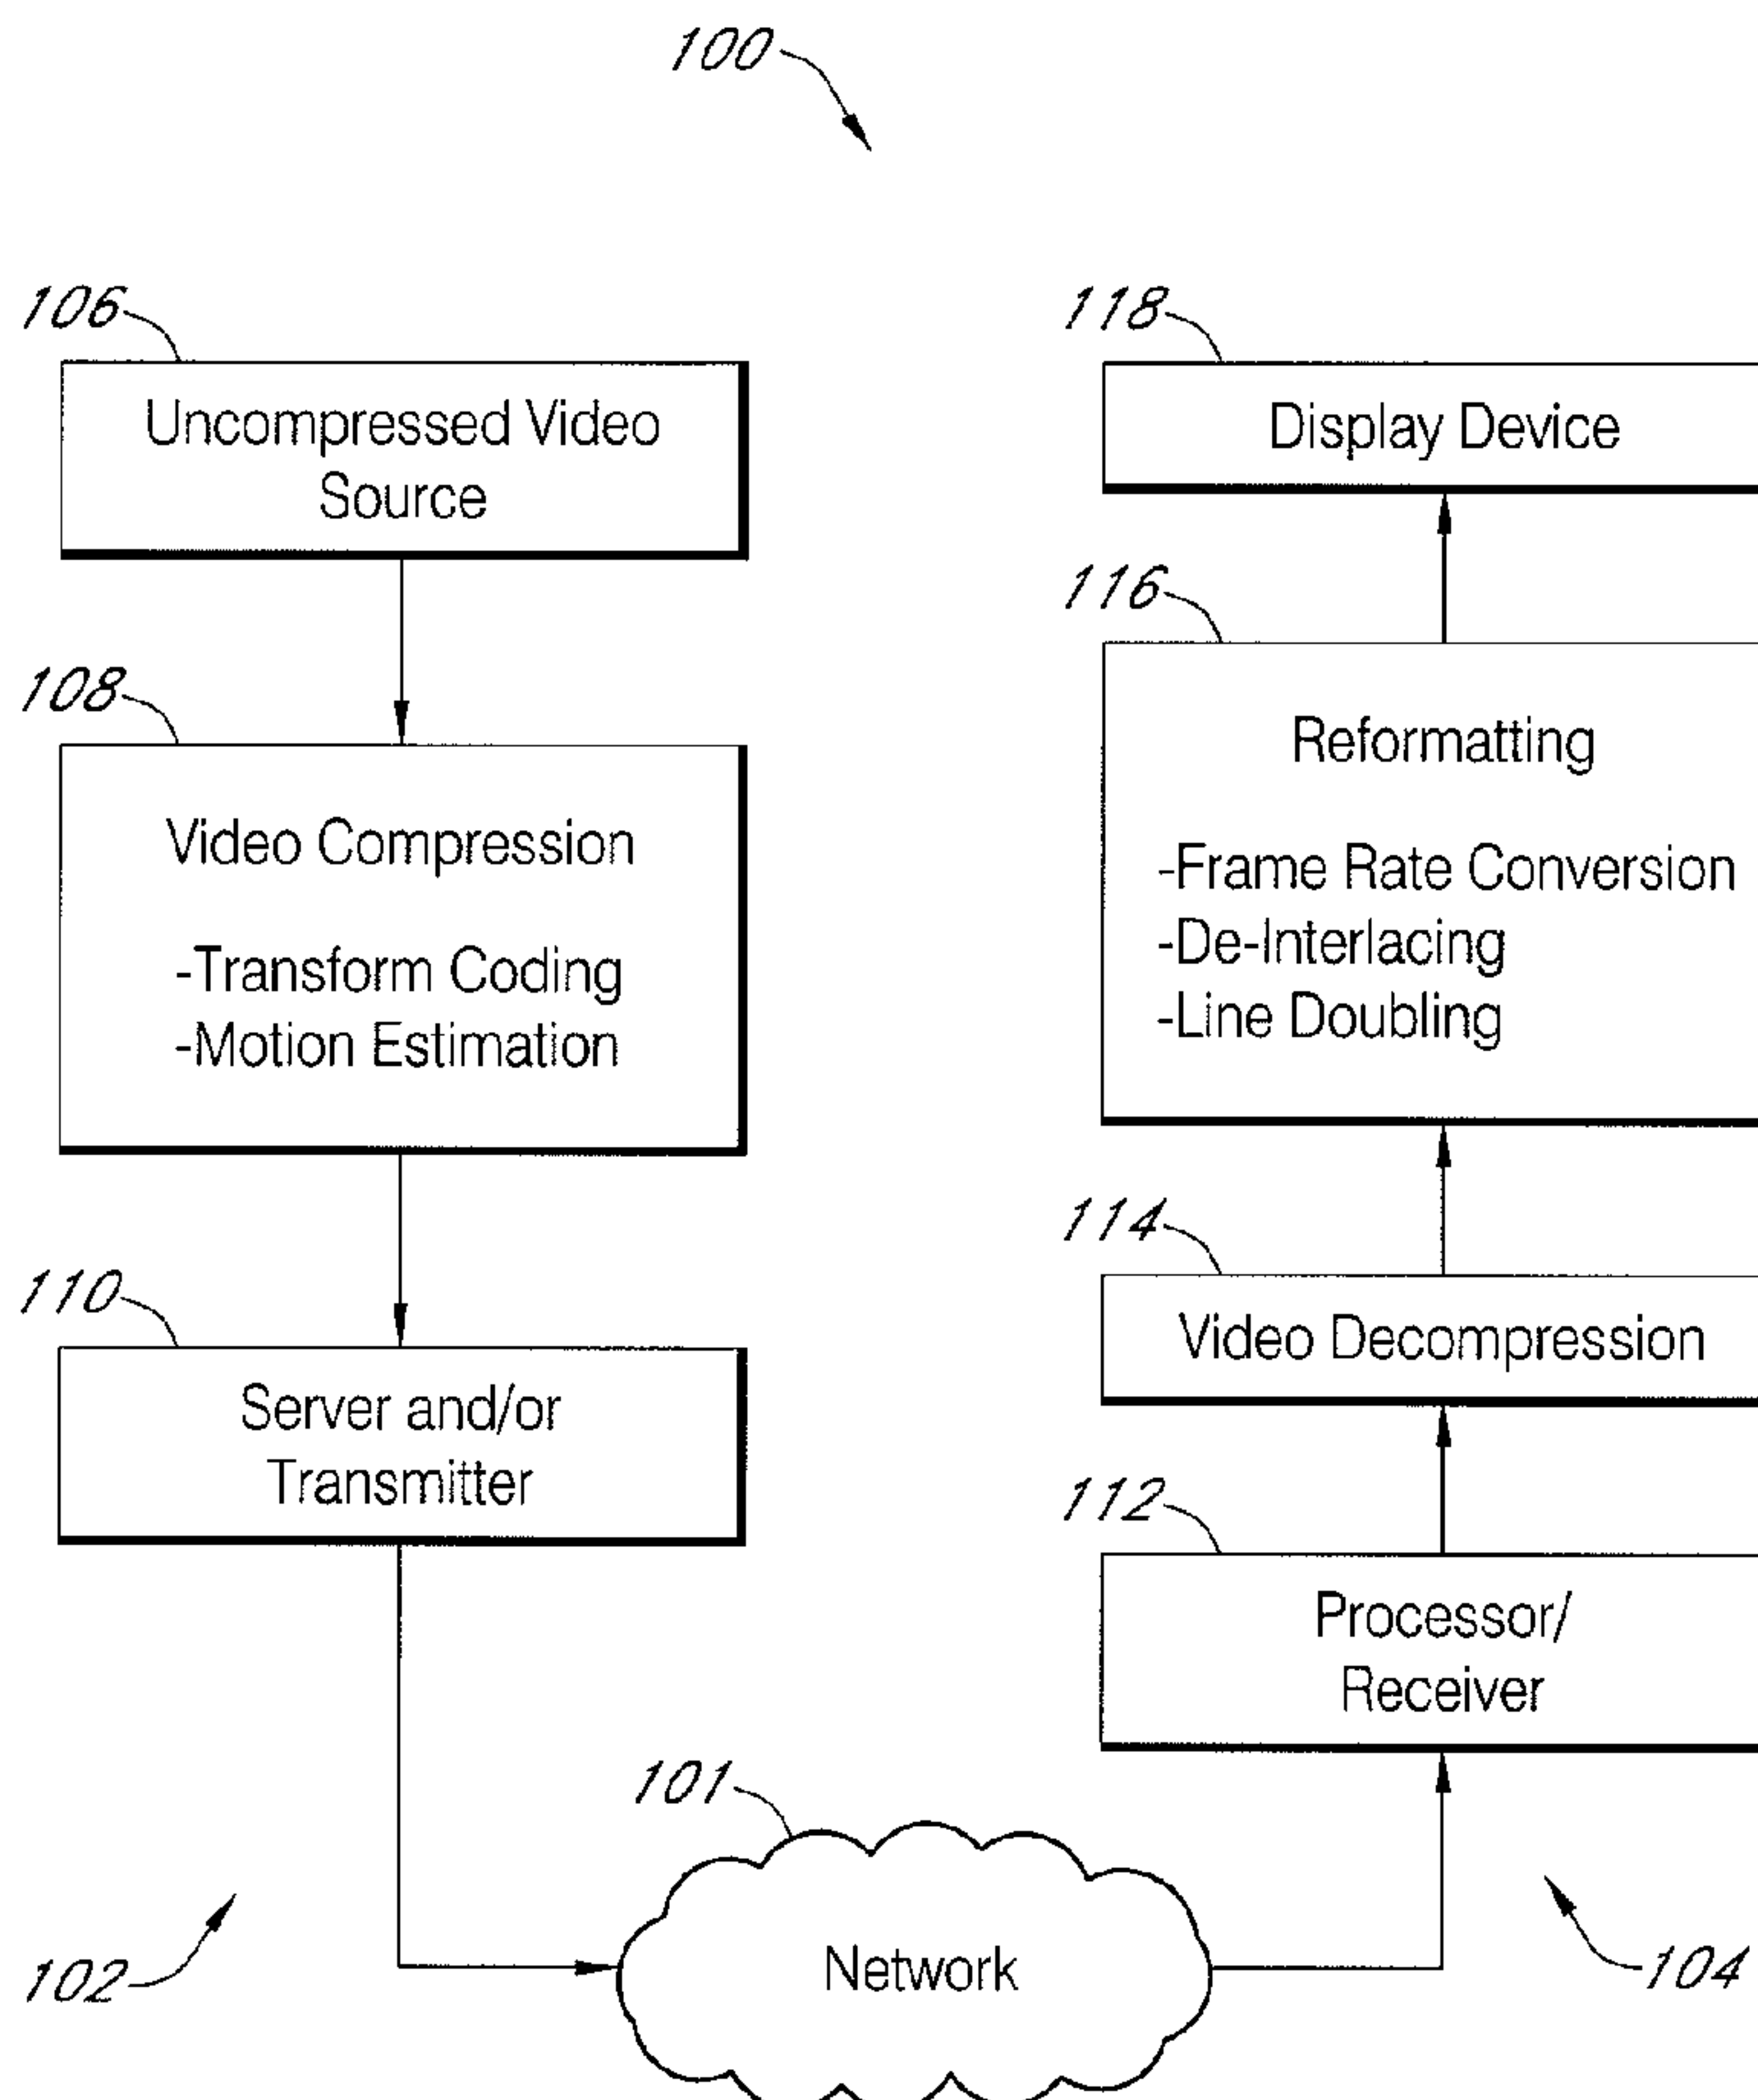 100
106
Uncompressed Video
Source
108
Video Compression
-Transform Coding
-Motion Estimation
110
Server and/or
Transmitter
102
101
Network
118
Display Device
116
Reformatting
-Frame Rate Conversion
-De-Interlacing
-Line Doubling
114
Video Decompression
112
Processor/
Receiver
104